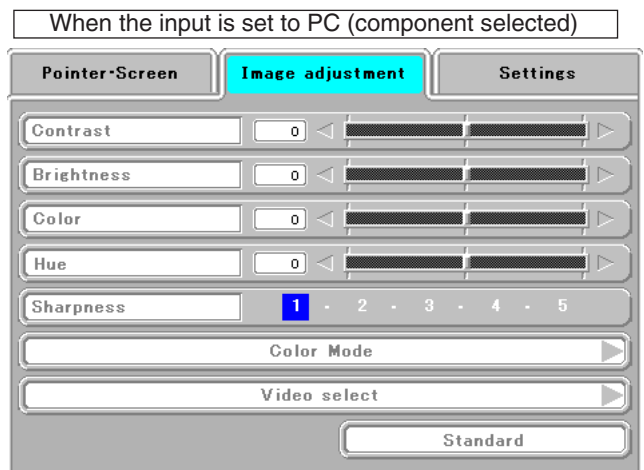 When the input is set to PC (component selected)
Pointer·Screen Image adjustment Settings
Contrast 0
Brightness 0
Color 0
Hue 0
Sharpness 1 - 2 - 3 - 4 - 5
Color Mode
Video select
Standard